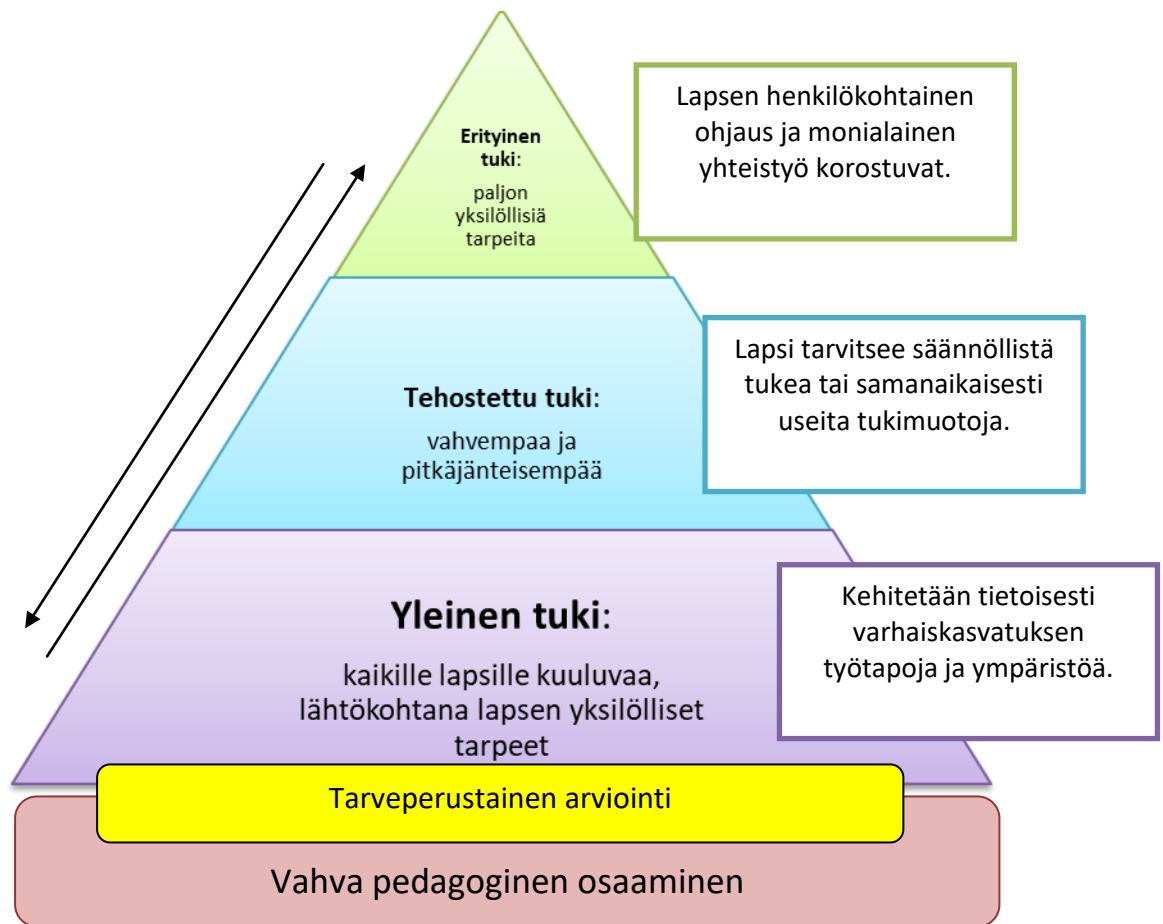 Erityinen
tuki:
paljon
yksilöllisiä
tarpeita
Lapsen henkilökohtainen
ohjaus ja monialainen
yhteistyö korostuvat.
Tehostettu tuki:
vahvempaa ja
pitkäjänteisempää
Lapsi tarvitsee säännöllistä
tukea tai samanaikaisesti
useita tukimuotoja.
Yleinen tuki:
kaikille lapsille kuuluvaa,
lähtökohtana lapsen yksilölliset
tarpeet
Kehitetään tietoisesti
varhaiskasvatuksen
työtapoja ja ympäristöä.
Tarveperustainen arviointi
Vahva pedagoginen osaaminen